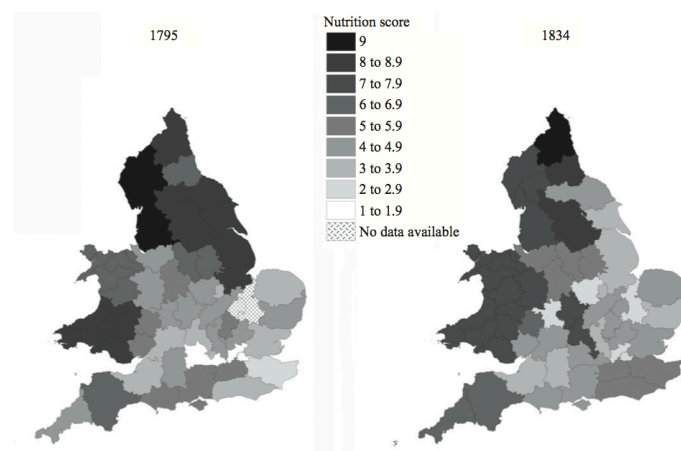 Nutrition score
1795
1834
9
8 to 8.9
7 to 7.9
6 to 6.9
5 to 5.9
4 to 4.9
3 to 3.9
2 to 2.9
1 to 1.9
No data available